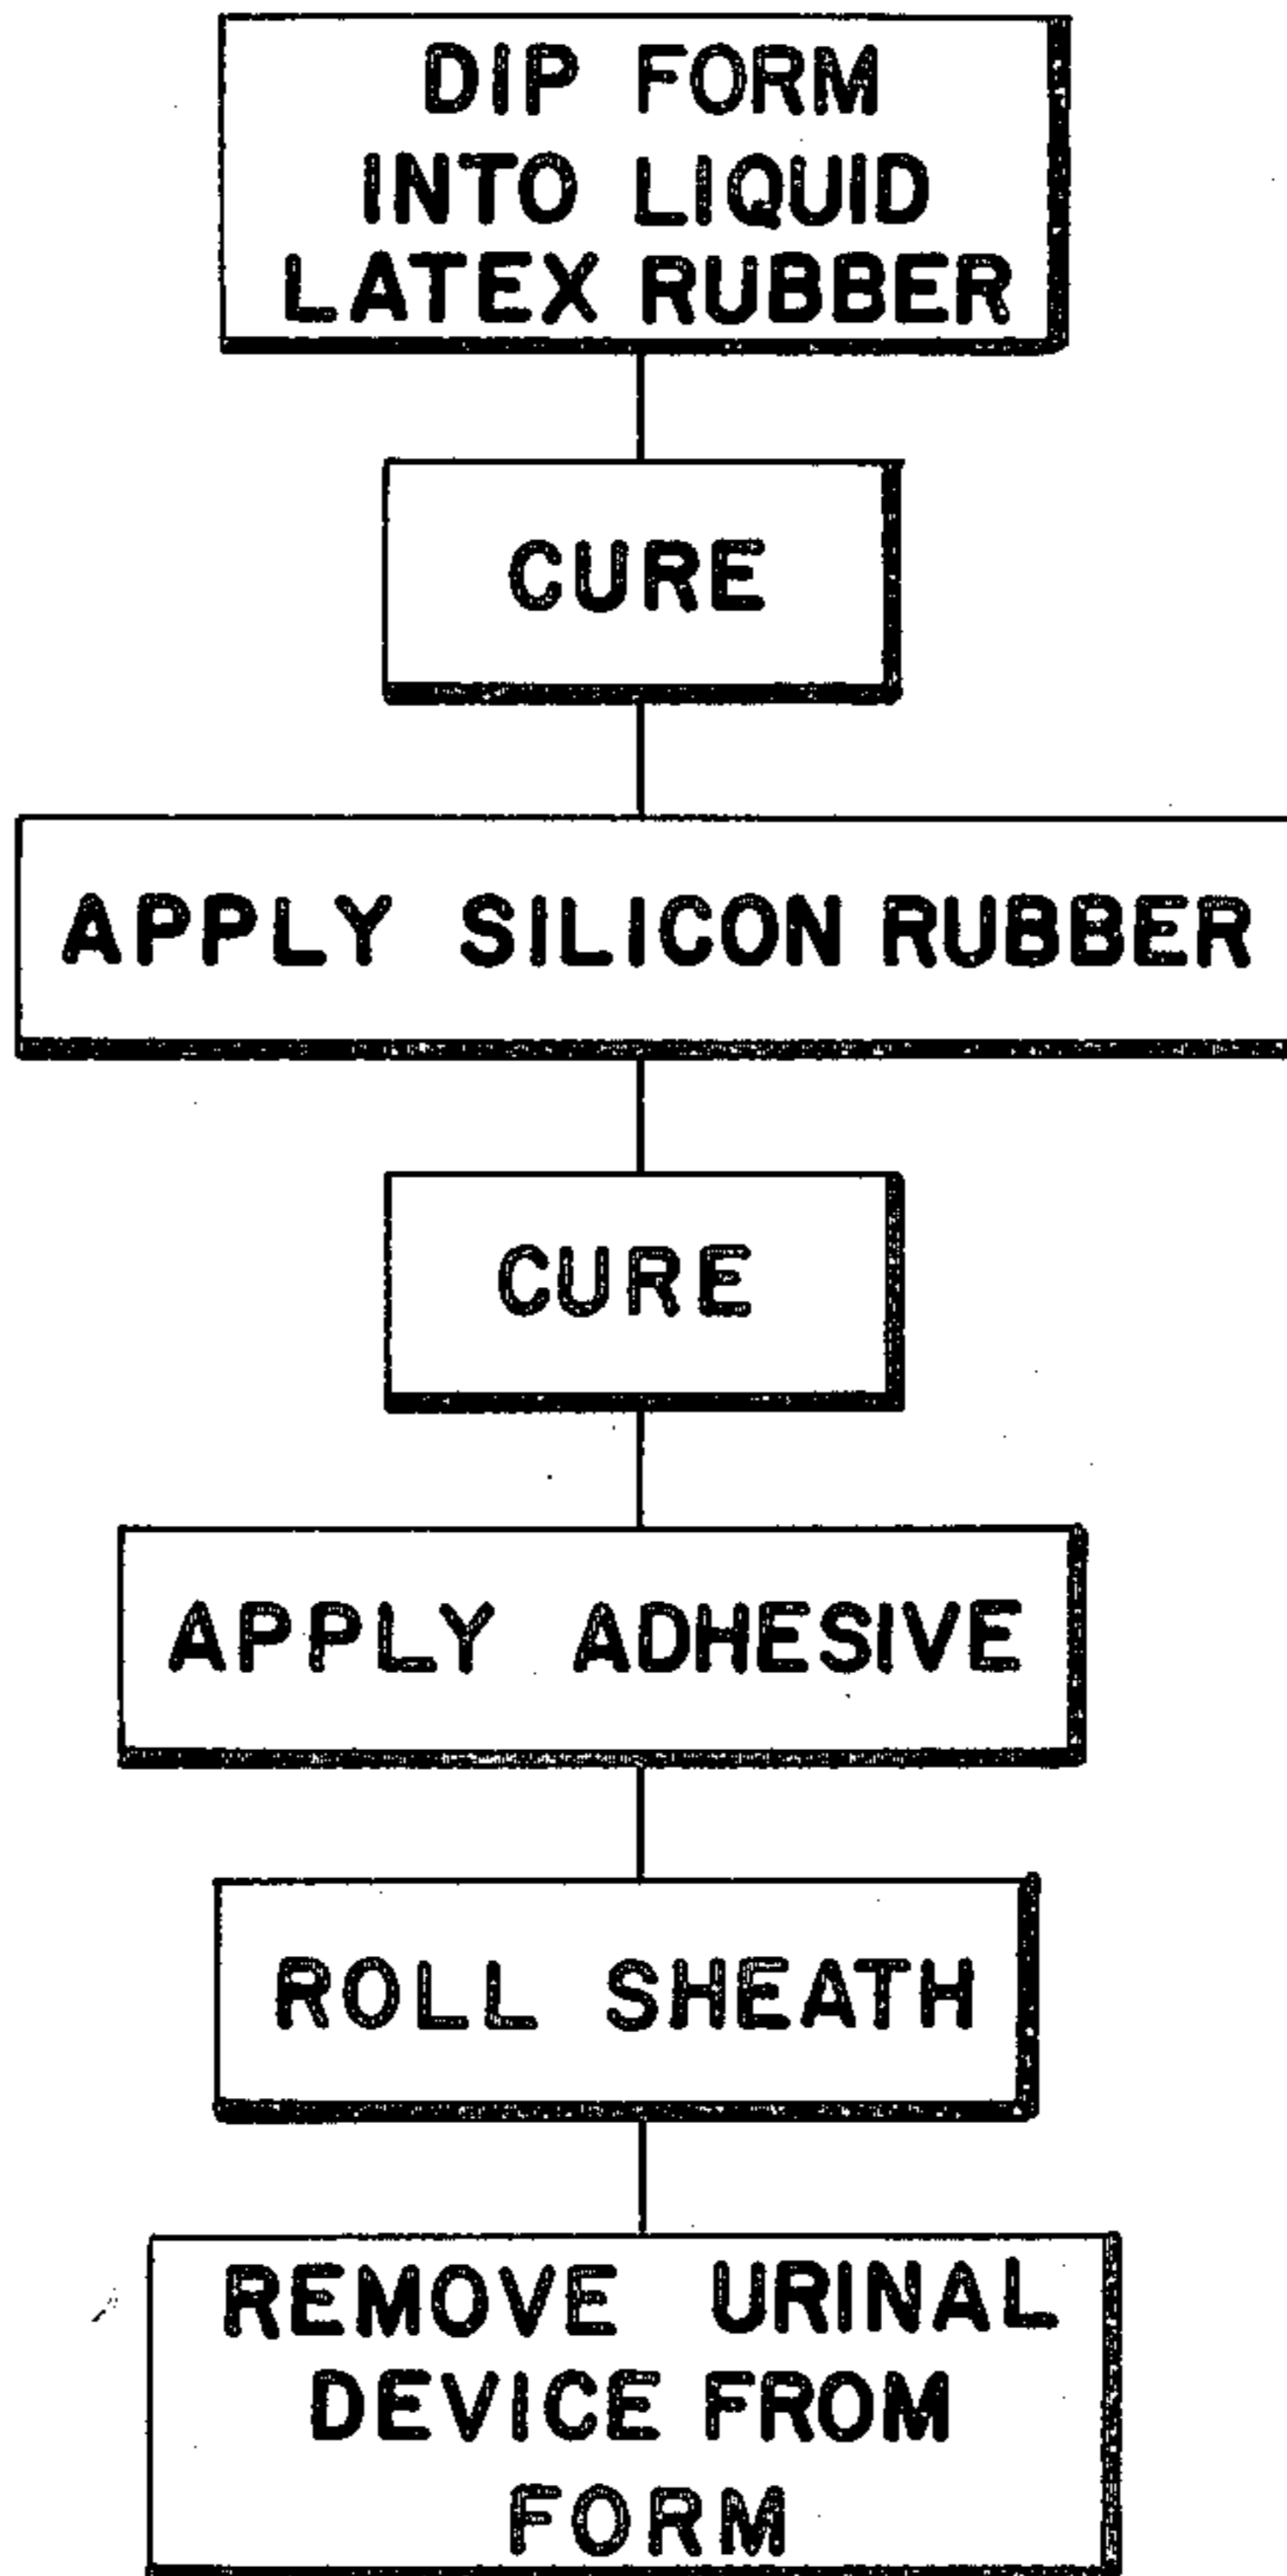 DIP FORM
INTO LIQUID
LATEX RUBBER
CURE
APPLY SILICON RUBBER
CURE
APPLY ADHESIVE
ROLL SHEATH
REMOVE URINAL
DEVICE FROM
FORM